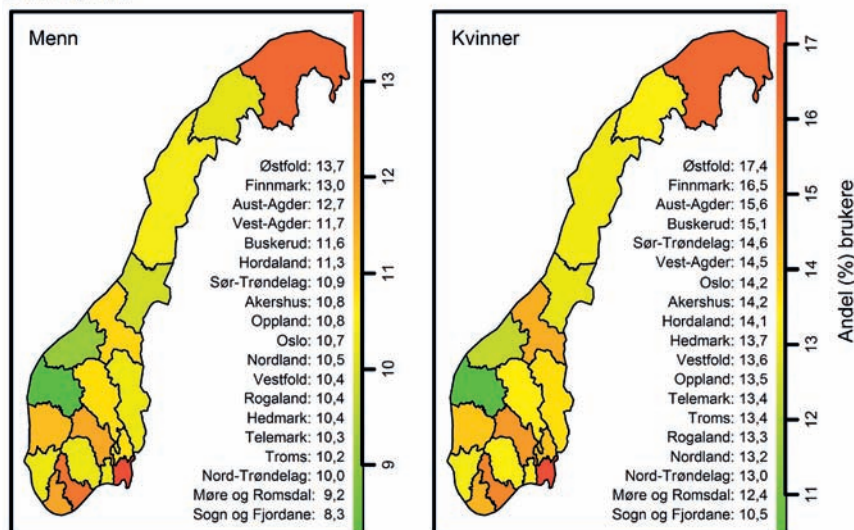 Menn
13
12
11
10
9
Østfold: 13,7
Finnmark: 13,0
Aust-Agder: 12,7
Vest-Agder: 11,7
Buskerud: 11,6
Hordaland: 11,3
Sør-Trøndelag: 10,9
Akershus: 10,8
Oppland: 10,8
Oslo: 10,7
Nordland: 10,5
Vestfold: 10,4
Rogaland: 10,4
Hedmark: 10,4
Telemark: 10,3
Troms: 10,2
Nord-Trøndelag: 10,0
Møre og Romsdal: 9,2
Sogn og Fjordane: 8,3
Kvinner
17
16
15
14
13
12
11
Østfold: 17,4
Finnmark: 16,5
Aust-Agder: 15,6
Buskerud: 15,1
Sør-Trøndelag: 14,6
Vest-Agder: 14,5
Oslo: 14,2
Akershus: 14,2
Hordaland: 14,1
Hedmark: 13,7
Vestfold: 13,6
Oppland: 13,5
Telemark: 13,4
Troms: 13,4
Rogaland: 13,3
Nordland: 13,2
Nord-Trøndelag: 13,0
Møre og Romsdal: 12,4
Sogn og Fjordane: 10,5
Andel (%) brukere